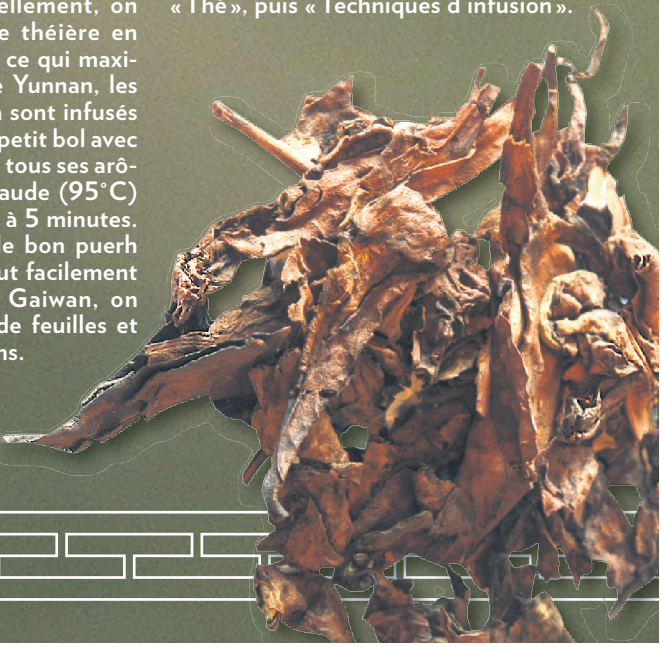 ellement, on
e théière en
ce qui maxi-
e Yunnan, les
sont infusés
petit bol avec
tous ses arô-
aude (95°C)
à 5 minutes.
le bon puerh
ut facilement
Gaiwan, on
de feuilles et
ns.
« Thé », puis « Techniques d'infusion ».